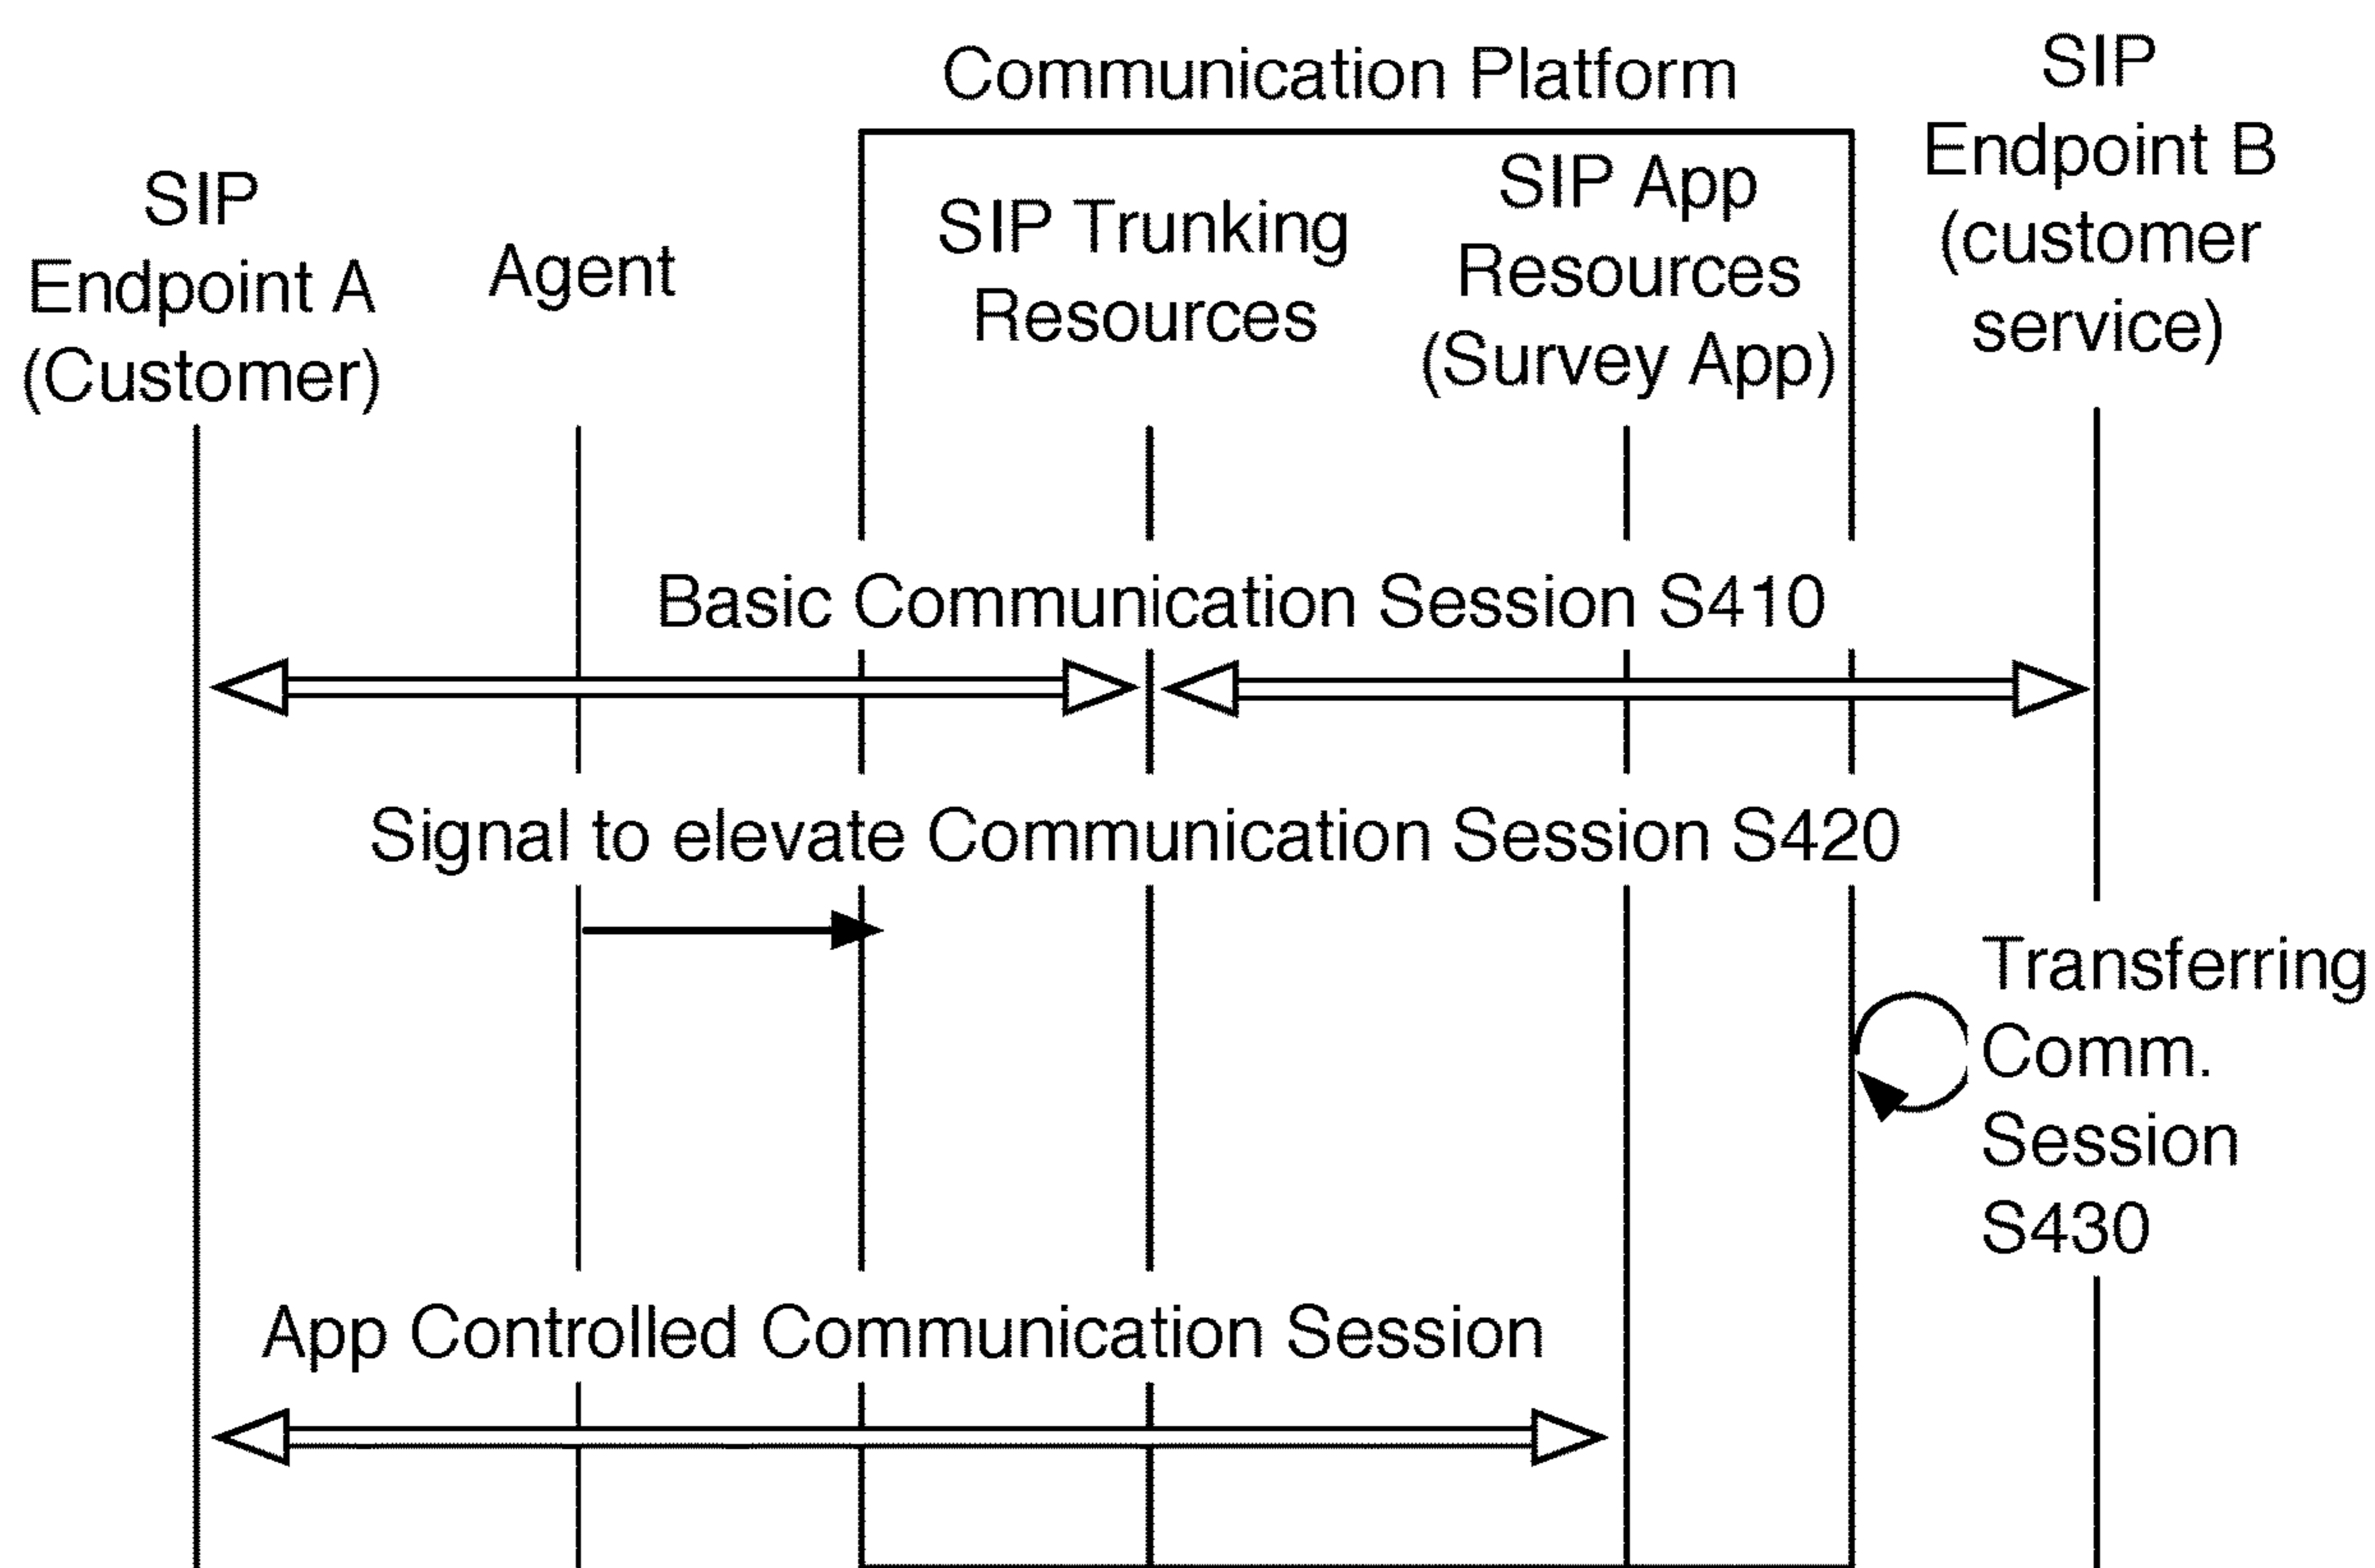 Communication Platform
SIP
Endpoint A
(Customer)
Agent
SIP Trunking
Resources
SIP App
Resources
(Survey App)
SIP
Endpoint B
(customer
service)
Basic Communication Session S410
Signal to elevate Communication Session S420
Transferring
Comm.
Session
S430
App Controlled Communication Session